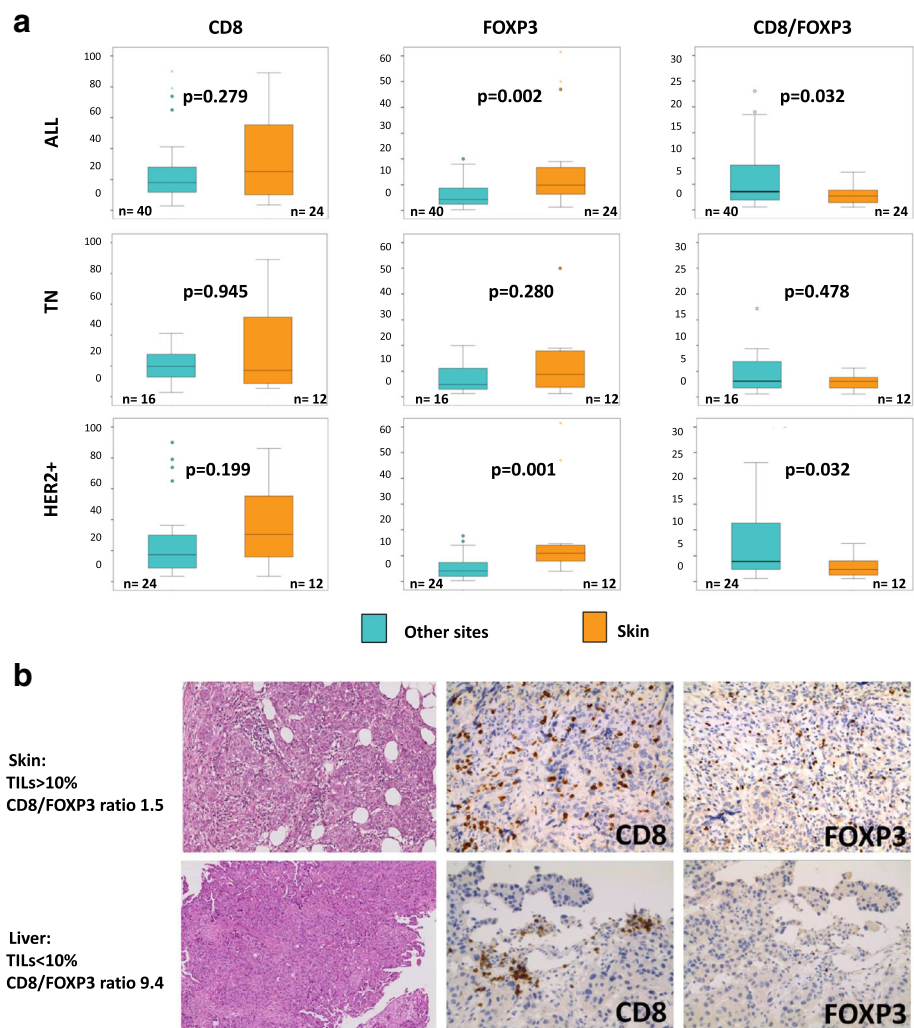 a
CD8
FOXP3
CD8/FOXP3
ALL
100
80
60
40
20
0
p=0.279
n= 40
n= 24
60
50
40
30
20
10
0
p=0.002
n= 40
n= 24
30
25
20
15
10
5
0
p=0.032
n= 40
n= 24
TN
100
80
60
40
20
0
p=0.945
n= 16
n= 12
60
50
40
30
20
10
0
p=0.280
n= 16
n= 12
30
25
20
15
10
5
0
p=0.478
n= 16
n= 12
HER2+
100
80
60
40
20
0
p=0.199
n= 24
n= 12
60
50
40
30
20
10
0
p=0.001
n= 24
n= 12
30
25
20
15
10
5
0
p=0.032
n= 24
n= 12
Other sites
Skin
b
Skin:
TILs>10%
CD8/FOXP3 ratio 1.5
CD8
FOXP3
Liver:
TILs<10%
CD8/FOXP3 ratio 9.4
CD8
FOXP3